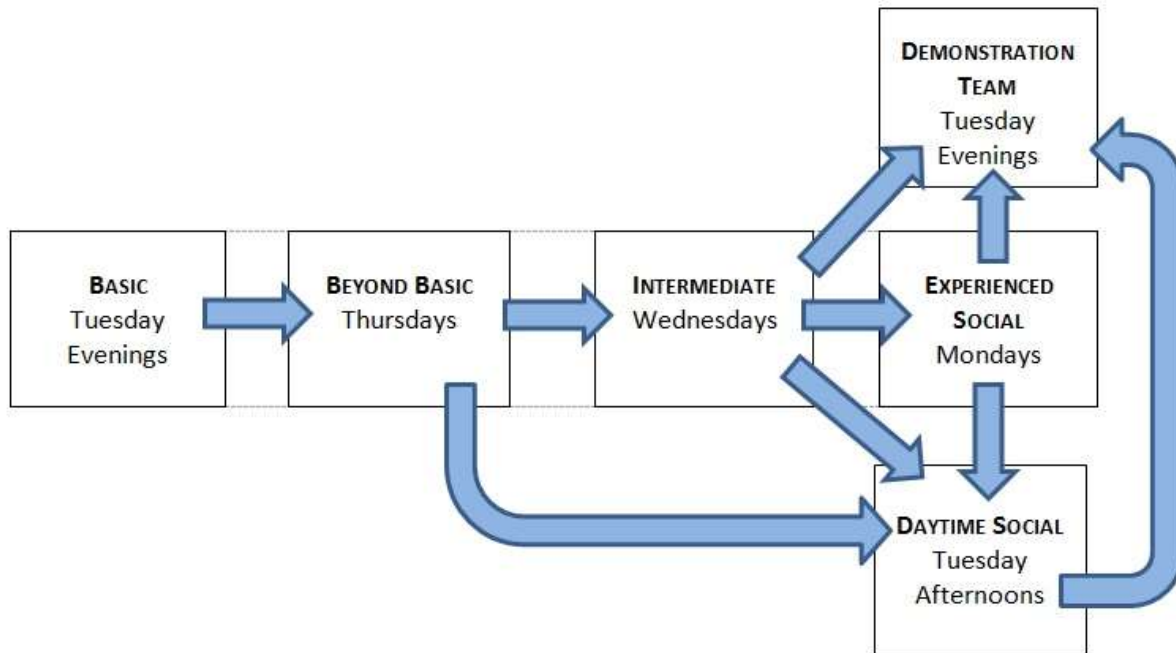 DEMONSTRATION
TEAM
Tuesday
Evenings
BASIC
Tuesday
Evenings
BEYOND BASIC
Thursdays
INTERMEDIATE
Wednesdays
EXPERIENCED
SOCIAL
Mondays
DAYTIME SOCIAL
Tuesday
Afternoons